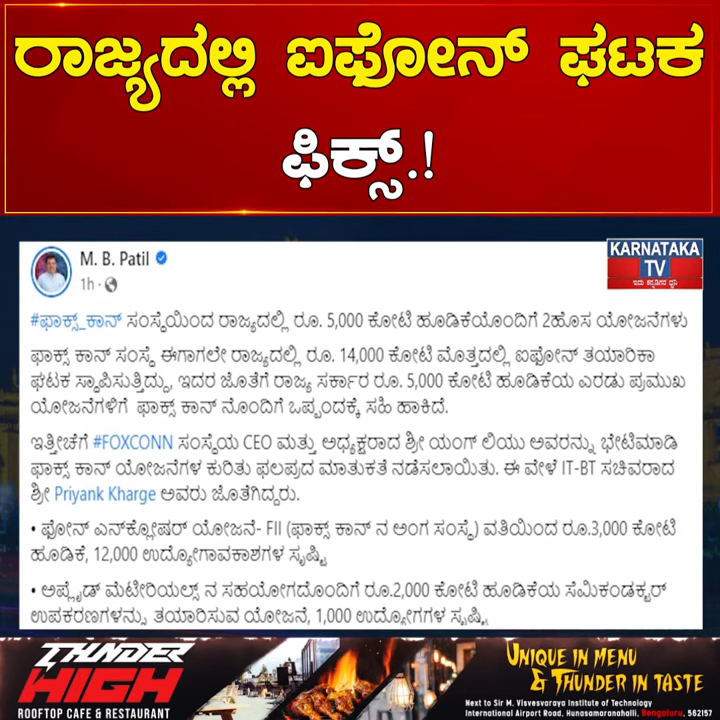 ರಾಜ್ಯದಲ್ಲಿ ಐಫೋನ್ ಘಟಕ
ಫಿಕ್ಸ್.!
M. B. Patil
1h ·
KARNATAKA
TV
ಇದು ಕನ್ನಡಿಗರ ಧ್ವನಿ
#ಫಾಕ್ಸ್_ಕಾನ್ ಸಂಸ್ಥೆಯಿಂದ ರಾಜ್ಯದಲ್ಲಿ ರೂ. 5,000 ಕೋಟಿ ಹೂಡಿಕೆಯೊಂದಿಗೆ 2ಹೊಸ ಯೋಜನೆಗಳು
ಫಾಕ್ಸ್ ಕಾನ್ ಸಂಸ್ಥೆ ಈಗಾಗಲೇ ರಾಜ್ಯದಲ್ಲಿ ರೂ. 14,000 ಕೋಟಿ ಮೊತ್ತದಲ್ಲಿ ಐಫೋನ್ ತಯಾರಿಕಾ
ಘಟಕ ಸ್ಥಾಪಿಸುತ್ತಿದ್ದು, ಇದರ ಜೊತೆಗೆ ರಾಜ್ಯ ಸರ್ಕಾರ ರೂ. 5,000 ಕೋಟಿ ಹೂಡಿಕೆಯ ಎರಡು ಪ್ರಮುಖ
ಯೋಜನೆಗಳಿಗೆ ಫಾಕ್ಸ್ ಕಾನ್ ನೊಂದಿಗೆ ಒಪ್ಪಂದಕ್ಕೆ ಸಹಿ ಹಾಕಿದೆ.
ಇತ್ತೀಚೆಗೆ #FOXCONN ಸಂಸ್ಥೆಯ CEO ಮತ್ತು ಅಧ್ಯಕ್ಷರಾದ ಶ್ರೀ ಯಂಗ್ ಲಿಯು ಅವರನ್ನು ಭೇಟಿಮಾಡಿ
ಫಾಕ್ಸ್ ಕಾನ್ ಯೋಜನೆಗಳ ಕುರಿತು ಫಲಪ್ರದ ಮಾತುಕತೆ ನಡೆಸಲಾಯಿತು. ಈ ವೇಳೆ IT-BT ಸಚಿವರಾದ
ಶ್ರೀ Priyank Kharge ಅವರು ಜೊತೆಗಿದ್ದರು.
• ಫೋನ್ ಎನ್‌ಕ್ಲೋಷರ್ ಯೋಜನೆ- FII (ಫಾಕ್ಸ್ ಕಾನ್ ನ ಅಂಗ ಸಂಸ್ಥೆ) ವತಿಯಿಂದ ರೂ.3,000 ಕೋಟಿ
ಹೂಡಿಕೆ, 12,000 ಉದ್ಯೋಗಾವಕಾಶಗಳ ಸೃಷ್ಟಿ
• ಅಪ್ಲೈಡ್ ಮೆಟೀರಿಯಲ್ಸ್ ನ ಸಹಯೋಗದೊಂದಿಗೆ ರೂ.2,000 ಕೋಟಿ ಹೂಡಿಕೆಯ ಸೆಮಿಕಂಡಕ್ಟರ್
ಉಪಕರಣಗಳನ್ನು ತಯಾರಿಸುವ ಯೋಜನೆ, 1,000 ಉದ್ಯೋಗಗಳ ಸೃಷ್ಟಿ
THUNDER
HIGH
ROOFTOP CAFE & RESTAURANT
UNIQUE IN MENU
& THUNDER IN TASTE
Next to Sir M. Visvesvaraya Institute of Technology
International Airport Road, Hunasamaranahalli, Bengaluru, 562157